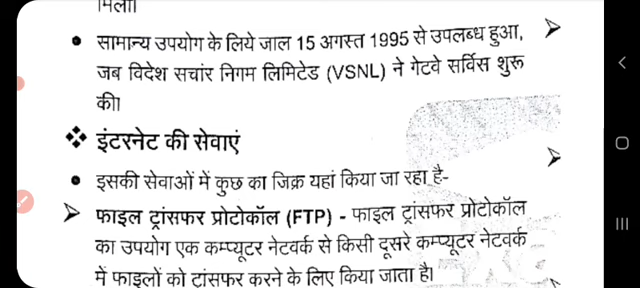 मिला।
सामान्य उपयोग के लिये जाल 15 अगस्त 1995 से उपलब्ध हुआ,
जब विदेश सचांर निगम लिमिटेड (VSNL) ने गेटवे सर्विस शुरू
की।
इंटरनेट की सेवाएं
इसकी सेवाओं में कुछ का जिक्र यहां किया जा रहा है-
फाइल ट्रांसफर प्रोटोकॉल (FTP) - फाइल ट्रांसफर प्रोटोकॉल
का उपयोग एक कम्प्यूटर नेटवर्क से किसी दूसरे कम्प्यूटर नेटवर्क
में फाइलों को ट्रांसफर करने के लिए किया जाता है।